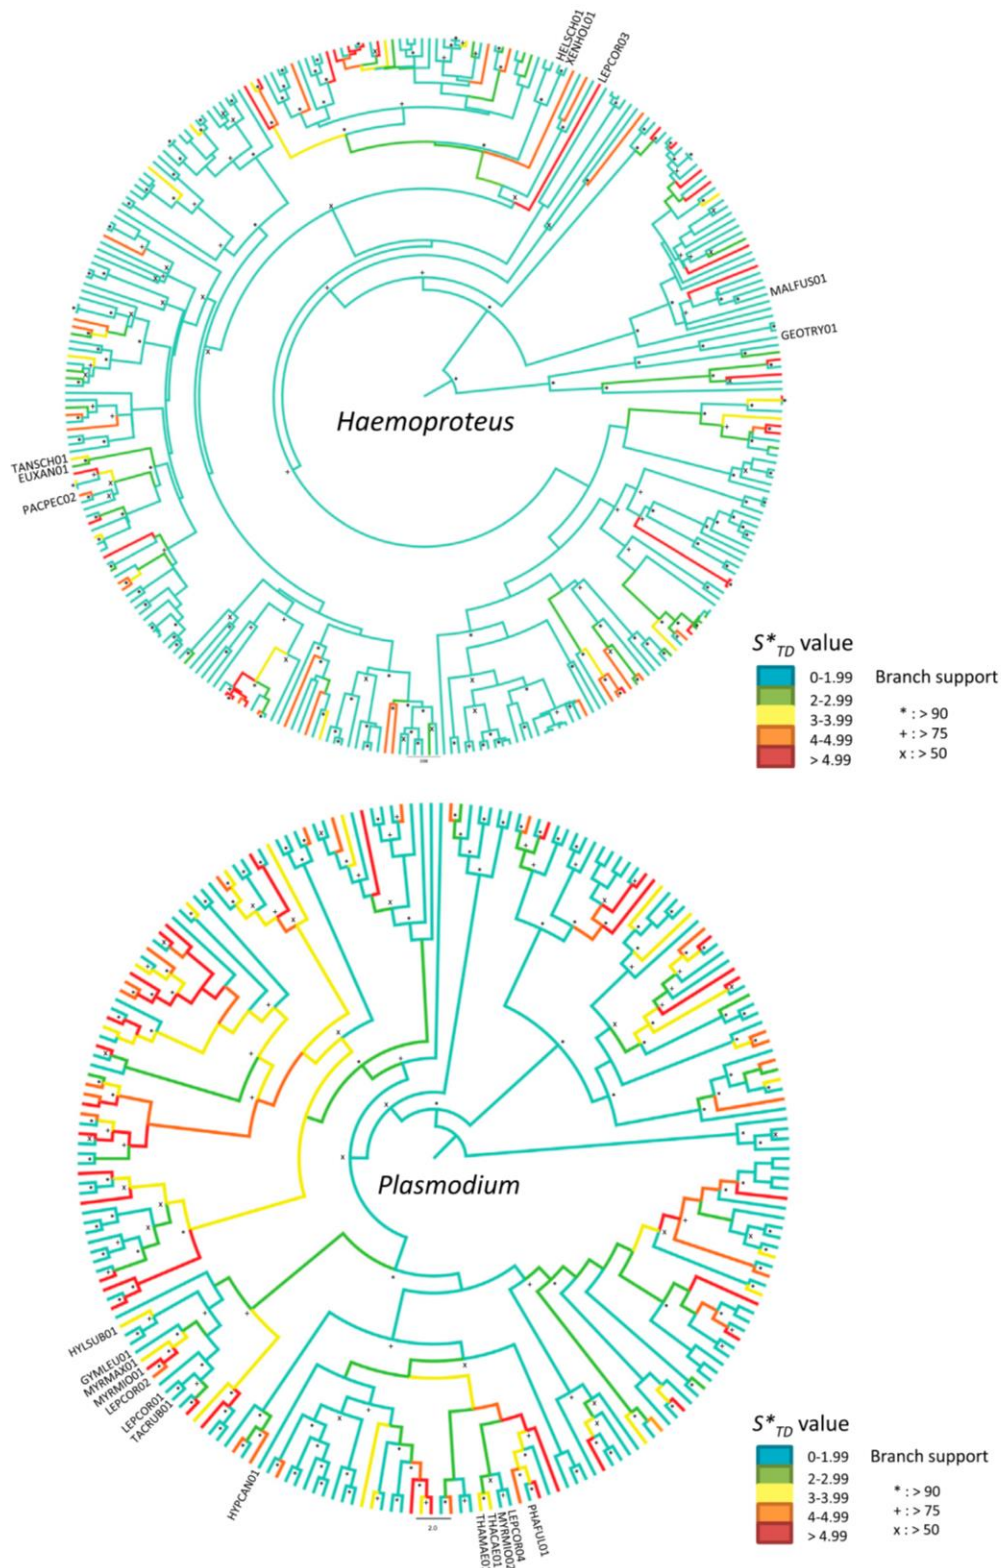 HELSCH01
XENHOL01
LEPCOR03
MALFUS01
GEOTRY01
Haemoproteus
TANSCH01
EUXAN01
PACPEC02
S*TD value
0-1.99
2-2.99
3-3.99
4-4.99
> 4.99
Branch support
* : > 90
+ : > 75
x : > 50
Plasmodium
HYLSUB01
GYMLEU01
MYRMAX01
MYRMIO01
LEPCOR02
LEPCOR01
TACRUB01
HYPCAN01
THACAE01
MYRMIO02
LEPCOR04
PHAFUL01
2.0
S*TD value
0-1.99
2-2.99
3-3.99
4-4.99
> 4.99
Branch support
* : > 90
+ : > 75
x : > 50